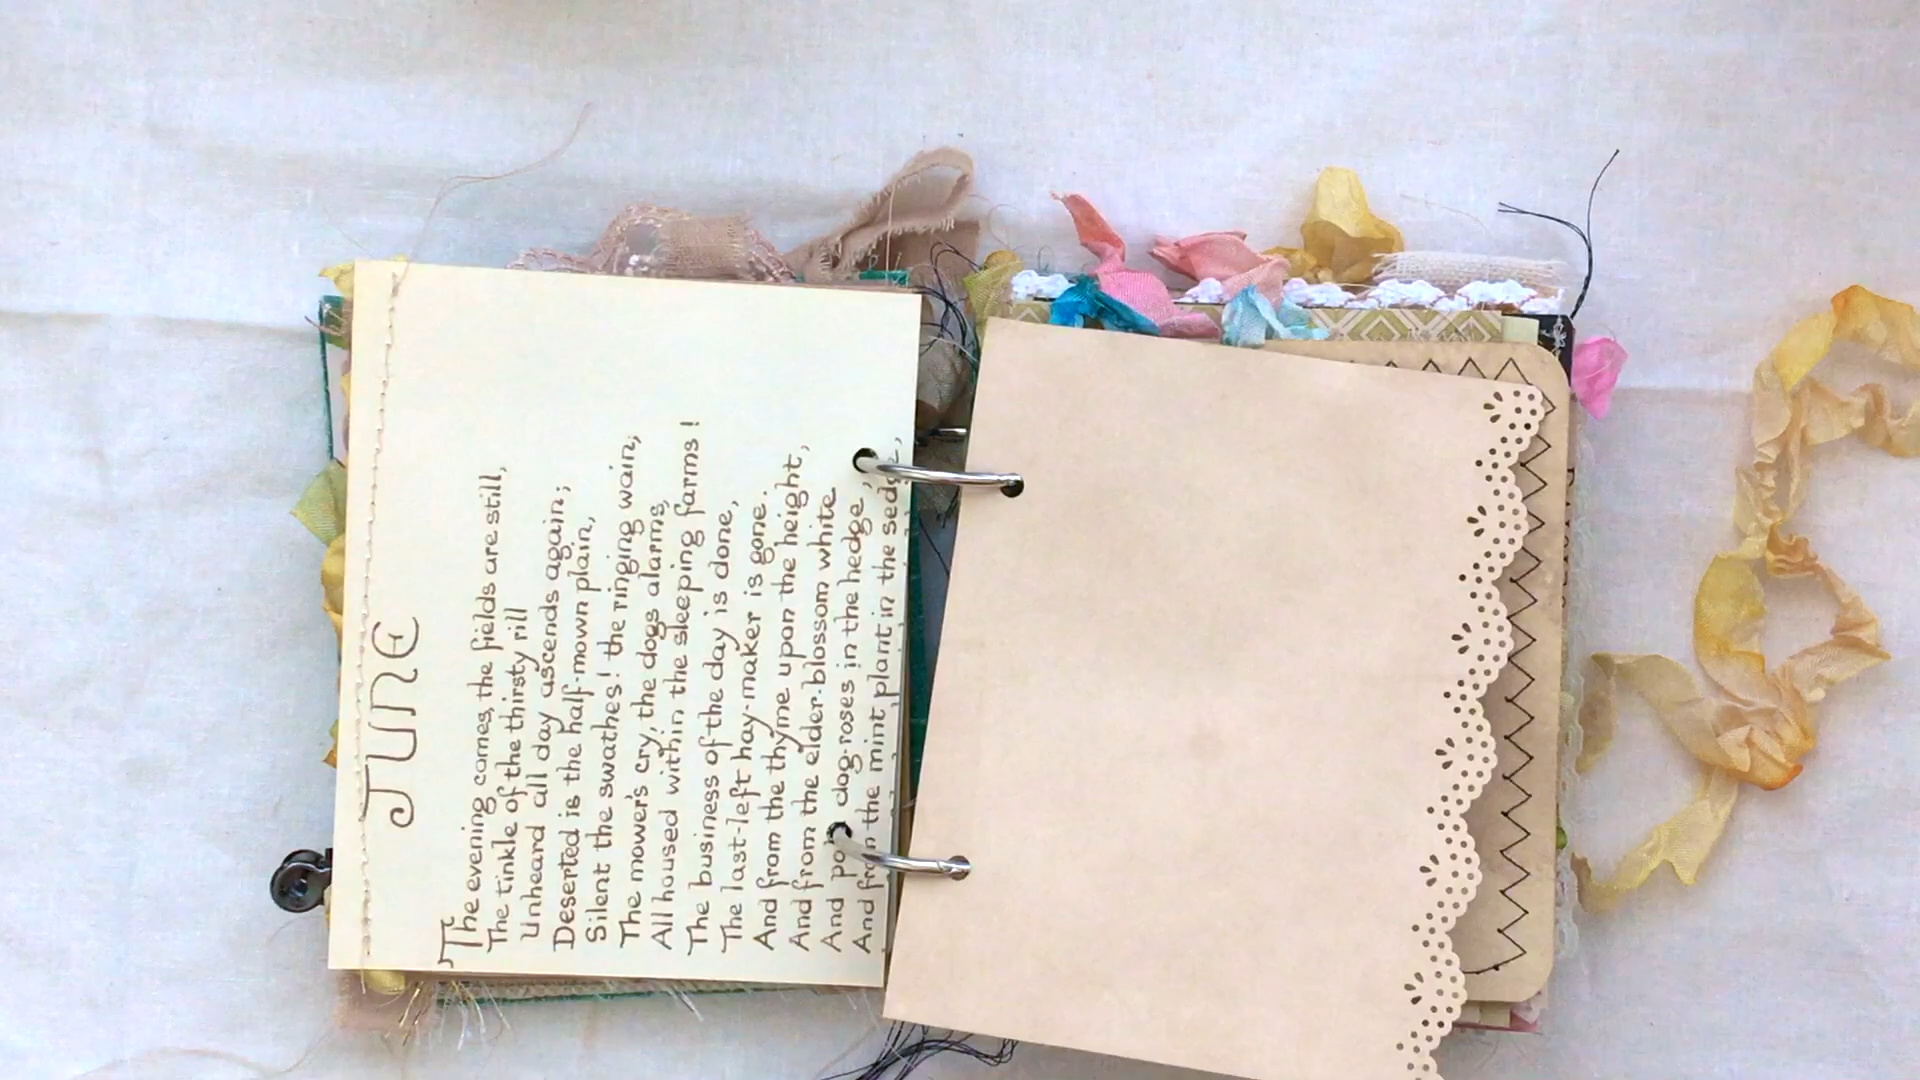 JUNE
The evening comes, the fields are still,
The tinkle of the thirsty rill
Unheard all day ascends again;
Deserted is the half-mown plain,
Silent the swathes! the ringing wain,
The mower's cry, the dogs alarms,
All housed within the sleeping farms!
The business of the day is done,
The last-left hay-maker is gone.
And from the thyme upon the height,
And from the elder-blossom white
And dog roses in the hedge,
And from the mint plant in the